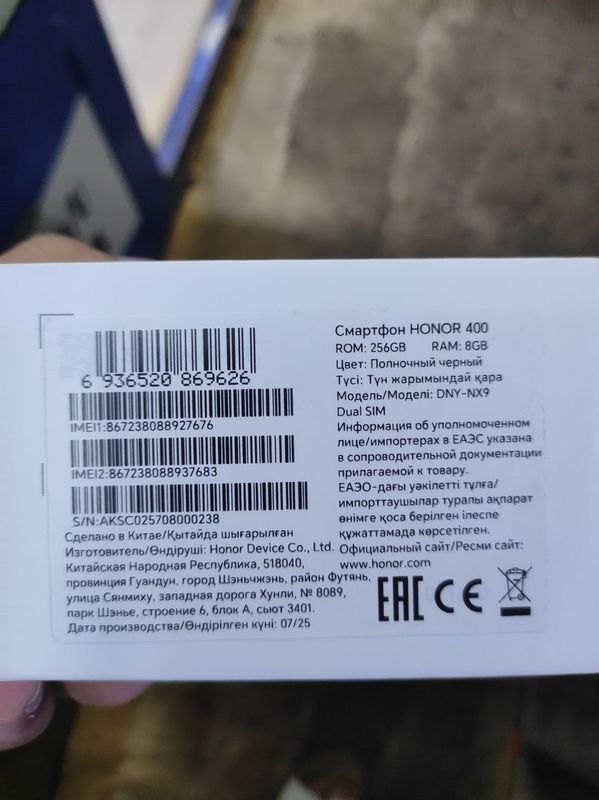 6 936520 869626
IMEI1:867238088927676
IMEI2:867238088937683
S/N:AKSC025708000238
Сделано в Китае/Қытайда шығарылған
Изготовитель/Өндіруші: Honor Device Co., Ltd.
Китайская Народная Республика, 518040,
провинция Гуандун, город Шэньчжэнь, район Футянь,
улица Сянмиху, западная дорога Хунли, № 8089,
парк Шэнье, строение 6, блок А, сьют 3401.
Дата производства/Өндірілген күні: 07/25
Смартфон HONOR 400
ROM: 256GB RAM: 8GB
Цвет: Полночный черный
Түсі: Түн жарымындай қара
Модель/Моделі: DNY-NX9
Dual SIM
Информация об уполномоченном
лице/импортерах в ЕАЭС указана
в сопроводительной документации
прилагаемой к товару.
ЕАЭО-дағы уәкілетті тұлға/
импорттаушылар туралы ақпарат
өнімге қоса берілген ілеспе
құжаттамада көрсетілген.
Официальный сайт/Ресми сайт:
www.honor.com
EAC CE